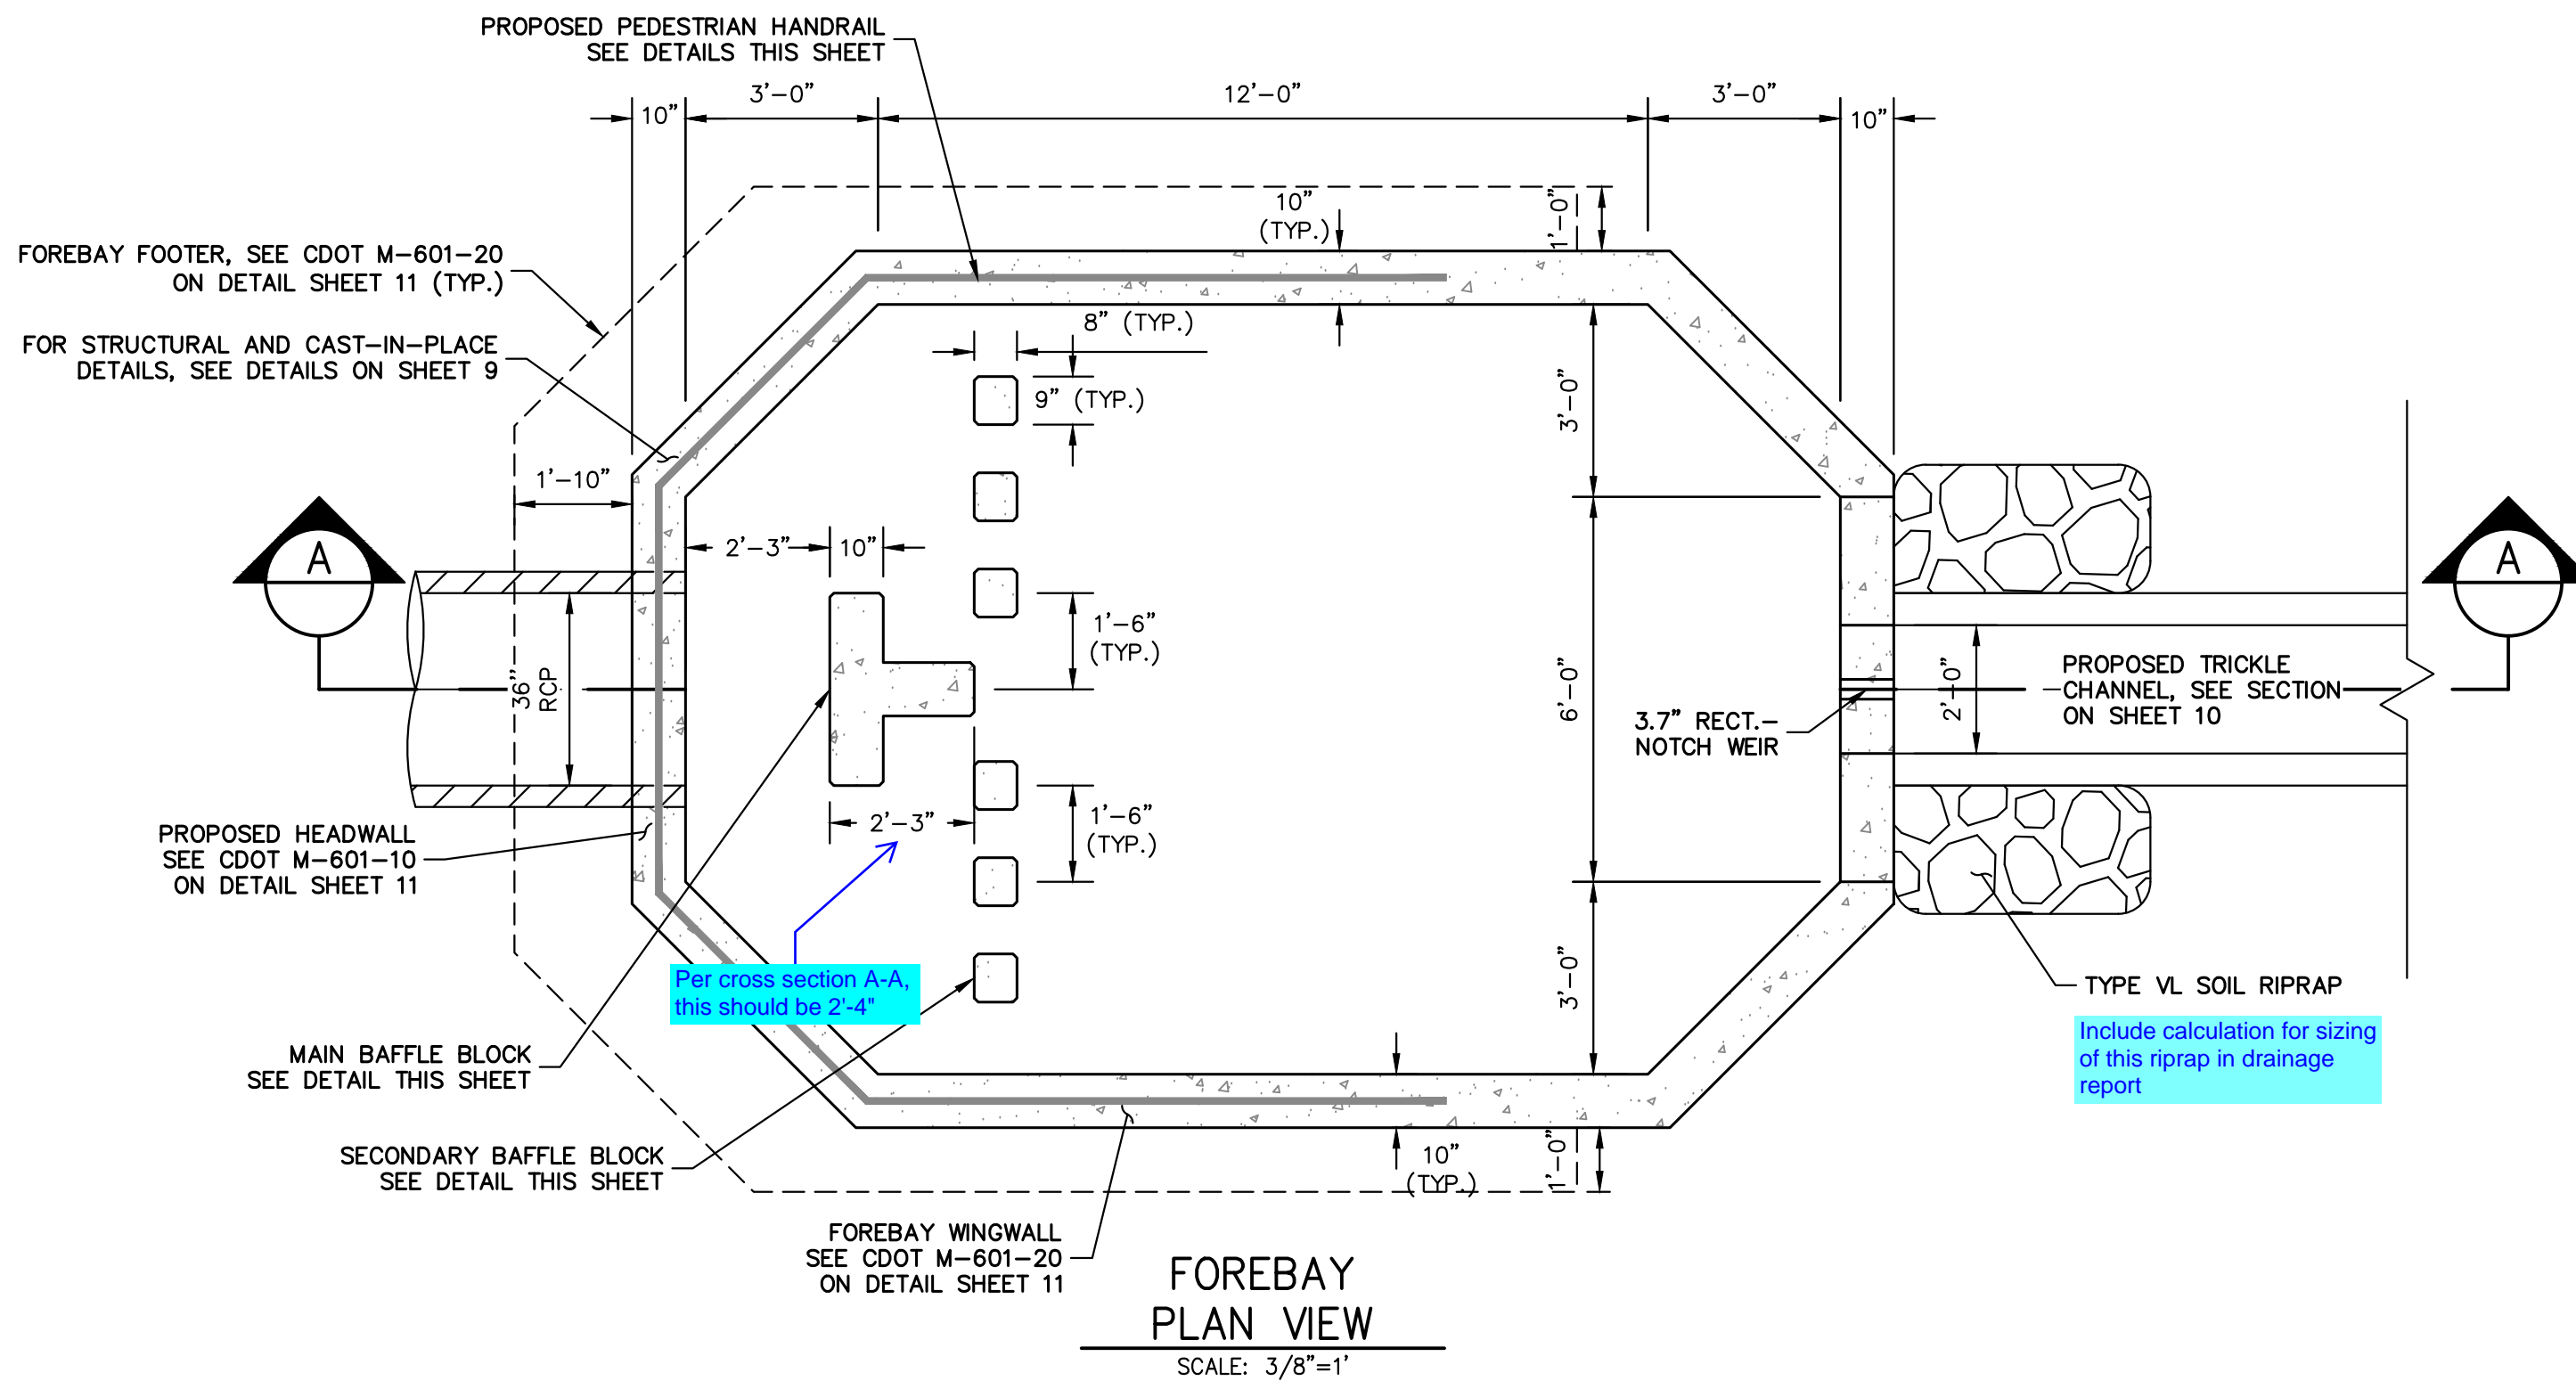 PROPOSED PEDESTRIAN HANDRAIL
SEE DETAILS THIS SHEET
10"
3'-0"
12'-0"
3'-0"
10"
10"
(TYP.)
1'-0"
FOREBAY FOOTER, SEE CDOT M-601-20
ON DETAIL SHEET 11 (TYP.)
FOR STRUCTURAL AND CAST-IN-PLACE
DETAILS, SEE DETAILS ON SHEET 9
8" (TYP.)
9" (TYP.)
3'-0"
1'-10"
A
2'-3"
10"
A
36"
RCP
1'-6"
(TYP.)
6'-0"
3.7" RECT.-
NOTCH WEIR
2'-0"
PROPOSED TRICKLE
CHANNEL, SEE SECTION
ON SHEET 10
PROPOSED HEADWALL
SEE CDOT M-601-10
ON DETAIL SHEET 11
2'-3"
1'-6"
(TYP.)
Per cross section A-A,
this should be 2'-4"
3'-0"
TYPE VL SOIL RIPRAP
Include calculation for sizing
of this riprap in drainage
report
MAIN BAFFLE BLOCK
SEE DETAIL THIS SHEET
SECONDARY BAFFLE BLOCK
SEE DETAIL THIS SHEET
10"
(TYP.)
1'-0"
FOREBAY WINGWALL
SEE CDOT M-601-20
ON DETAIL SHEET 11
FOREBAY
PLAN VIEW
SCALE: 3/8"=1'